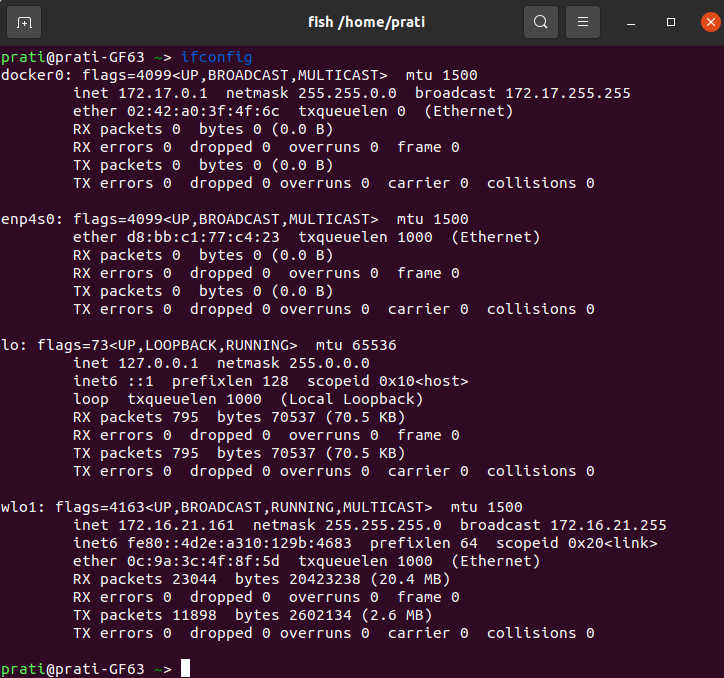 fish /home/prati
prati@prati-GF63 ~> ifconfig
docker0: flags=4099<UP,BROADCAST,MULTICAST>  mtu 1500
        inet 172.17.0.1  netmask 255.255.0.0  broadcast 172.17.255.255
        ether 02:42:a0:3f:4f:6c  txqueuelen 0  (Ethernet)
        RX packets 0  bytes 0 (0.0 B)
        RX errors 0  dropped 0  overruns 0  frame 0
        TX packets 0  bytes 0 (0.0 B)
        TX errors 0  dropped 0 overruns 0  carrier 0  collisions 0

enp4s0: flags=4099<UP,BROADCAST,MULTICAST>  mtu 1500
        ether d8:bb:c1:77:c4:23  txqueuelen 1000  (Ethernet)
        RX packets 0  bytes 0 (0.0 B)
        RX errors 0  dropped 0  overruns 0  frame 0
        TX packets 0  bytes 0 (0.0 B)
        TX errors 0  dropped 0 overruns 0  carrier 0  collisions 0

lo: flags=73<UP,LOOPBACK,RUNNING>  mtu 65536
        inet 127.0.0.1  netmask 255.0.0.0
        inet6 ::1  prefixlen 128  scopeid 0x10<host>
        loop  txqueuelen 1000  (Local Loopback)
        RX packets 795  bytes 70537 (70.5 KB)
        RX errors 0  dropped 0  overruns 0  frame 0
        TX packets 795  bytes 70537 (70.5 KB)
        TX errors 0  dropped 0 overruns 0  carrier 0  collisions 0

wlo1: flags=4163<UP,BROADCAST,RUNNING,MULTICAST>  mtu 1500
        inet 172.16.21.161  netmask 255.255.255.0  broadcast 172.16.21.255
        inet6 fe80::4d2e:a310:129b:4683  prefixlen 64  scopeid 0x20<link>
        ether 0c:9a:3c:4f:8f:5d  txqueuelen 1000  (Ethernet)
        RX packets 23044  bytes 20423238 (20.4 MB)
        RX errors 0  dropped 0  overruns 0  frame 0
        TX packets 11898  bytes 2602134 (2.6 MB)
        TX errors 0  dropped 0 overruns 0  carrier 0  collisions 0

prati@prati-GF63 ~>